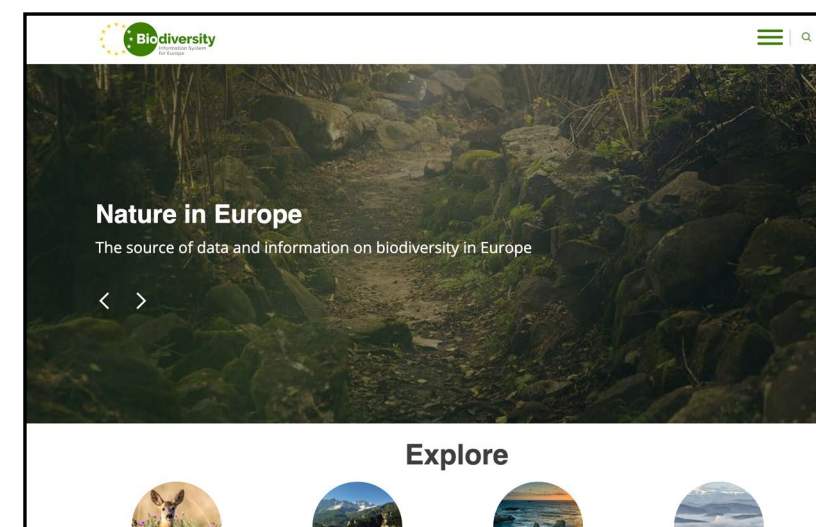 Biodiversity
Information System
for Europe
Nature in Europe
The source of data and information on biodiversity in Europe
Explore